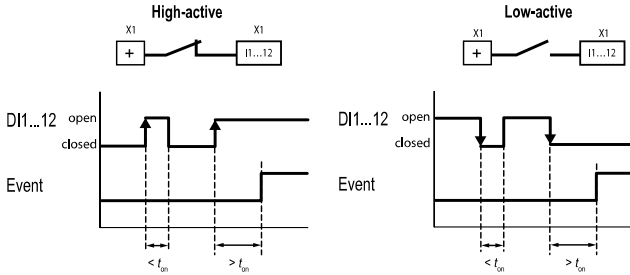 High-active
X1 X1
+ I1...12
DI1...12 open
closed
Event
< ton > ton
Low-active
X1 X1
+ I1...12
DI1...12 open
closed
Event
< ton > ton